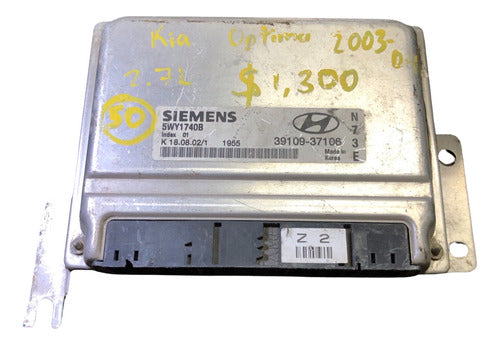 Kia Optima 2003-04
2.7L $1,300
50
SIEMENS
5WY1740B
Index 01
K 18.08.02/1 1955
39109-37106
Made in
Korea
N
7
3
E
Z 2